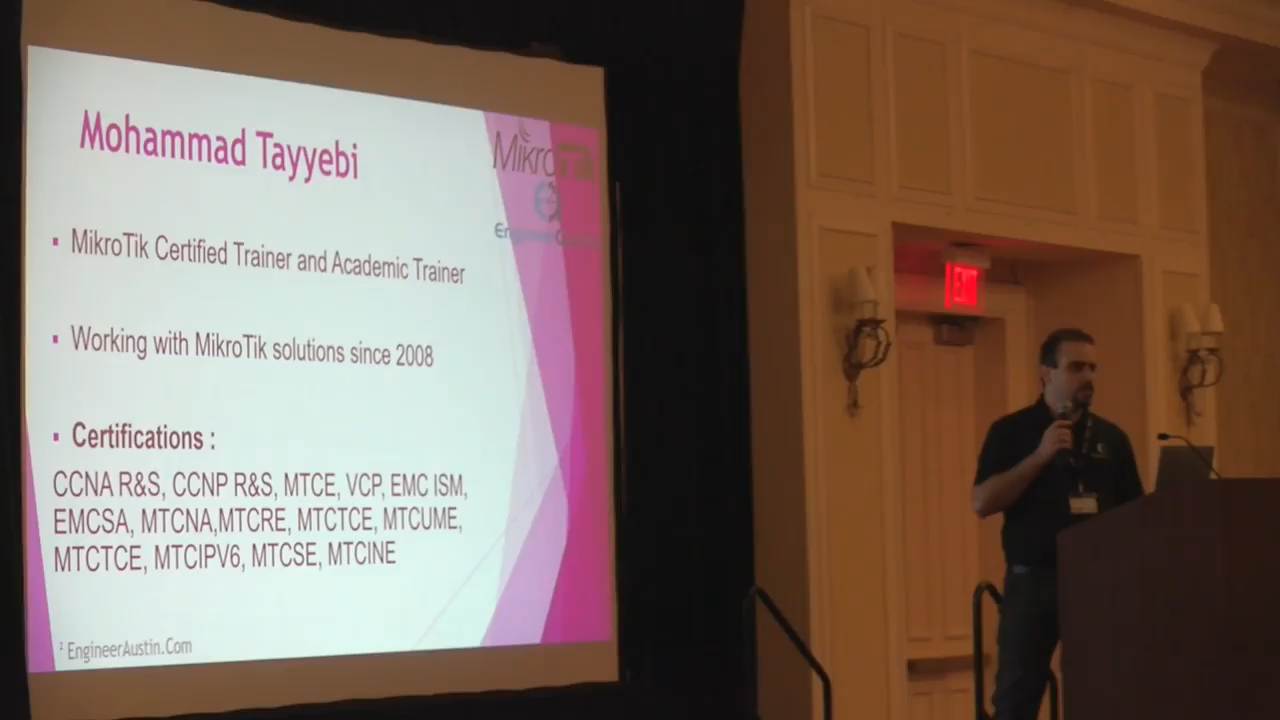 Mohammad Tayyebi
MikroTik
▪ MikroTik Certified Trainer and Academic Trainer
▪ Working with MikroTik solutions since 2008
▪ Certifications :
CCNA R&S, CCNP R&S, MTCE, VCP, EMC ISM,
EMCSA, MTCNA,MTCRE, MTCTCE, MTCUME,
MTCTCE, MTCIPV6, MTCSE, MTCINE
2 EngineerAustin.Com
EXIT